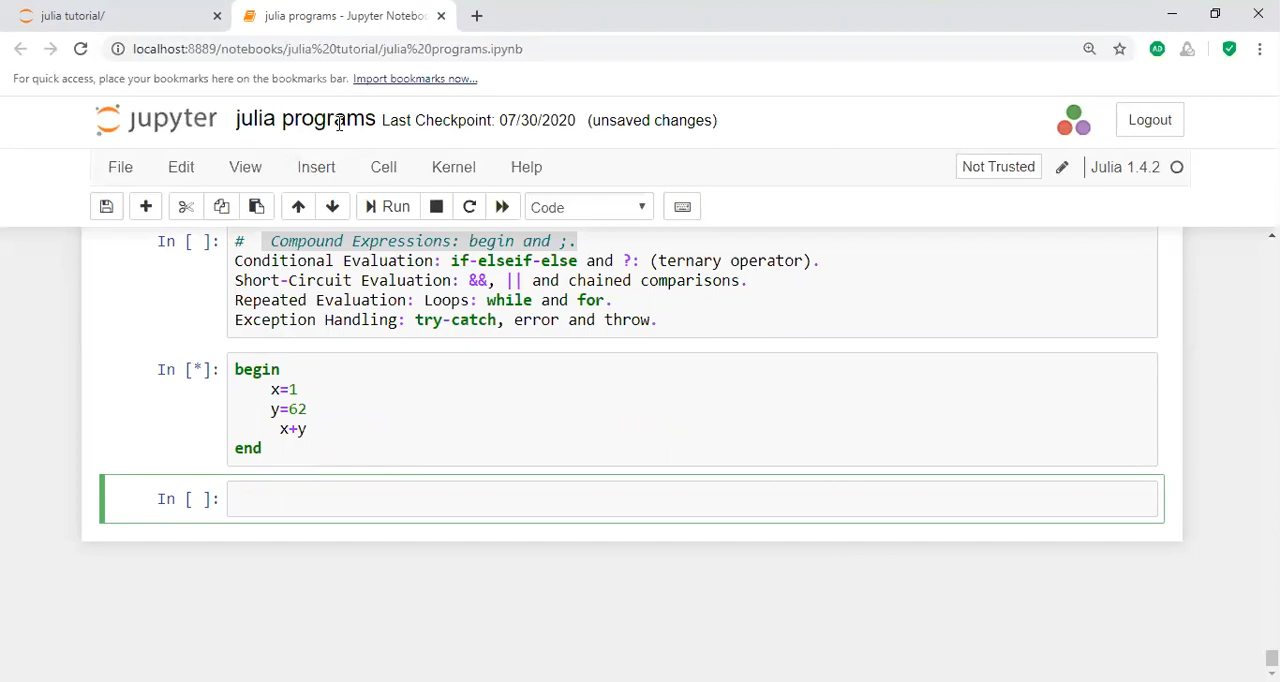 julia tutorial/
julia programs - Jupyter Notebo
localhost:8889/notebooks/julia%20tutorial/julia%20programs.ipynb
For quick access, place your bookmarks here on the bookmarks bar. Import bookmarks now...
jupyter julia programs Last Checkpoint: 07/30/2020 (unsaved changes) Logout
File Edit View Insert Cell Kernel Help Not Trusted Julia 1.4.2
Run Code
In [ ]: # Compound Expressions: begin and ;.
Conditional Evaluation: if-elseif-else and ?: (ternary operator).
Short-Circuit Evaluation: &&, || and chained comparisons.
Repeated Evaluation: Loops: while and for.
Exception Handling: try-catch, error and throw.
In [*]: begin
x=1
y=62
x+y
end
In [ ]: